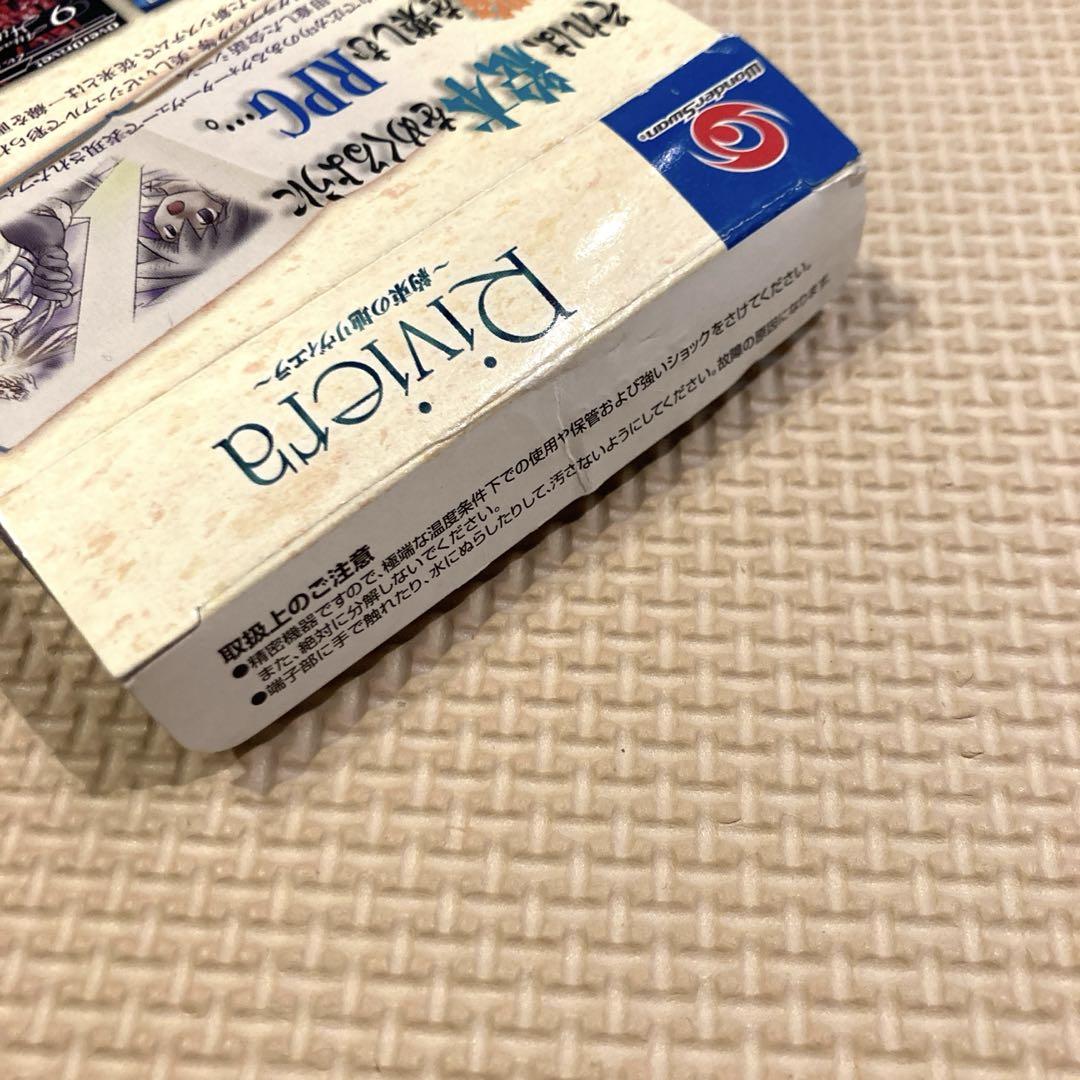 Wonder Swan®
それは、絵本
をめくるように
を楽しむRPG…。
Riviera
～約束の地リヴィエラ～
取扱上のご注意
●精密機器ですので、極端な温度条件下での使用や保管および強いショックをさけてください。
また、絶対に分解しないでください。
●端子部に手で触れたり、水にぬらしたりして、汚さないようにしてください。故障の原因になります。